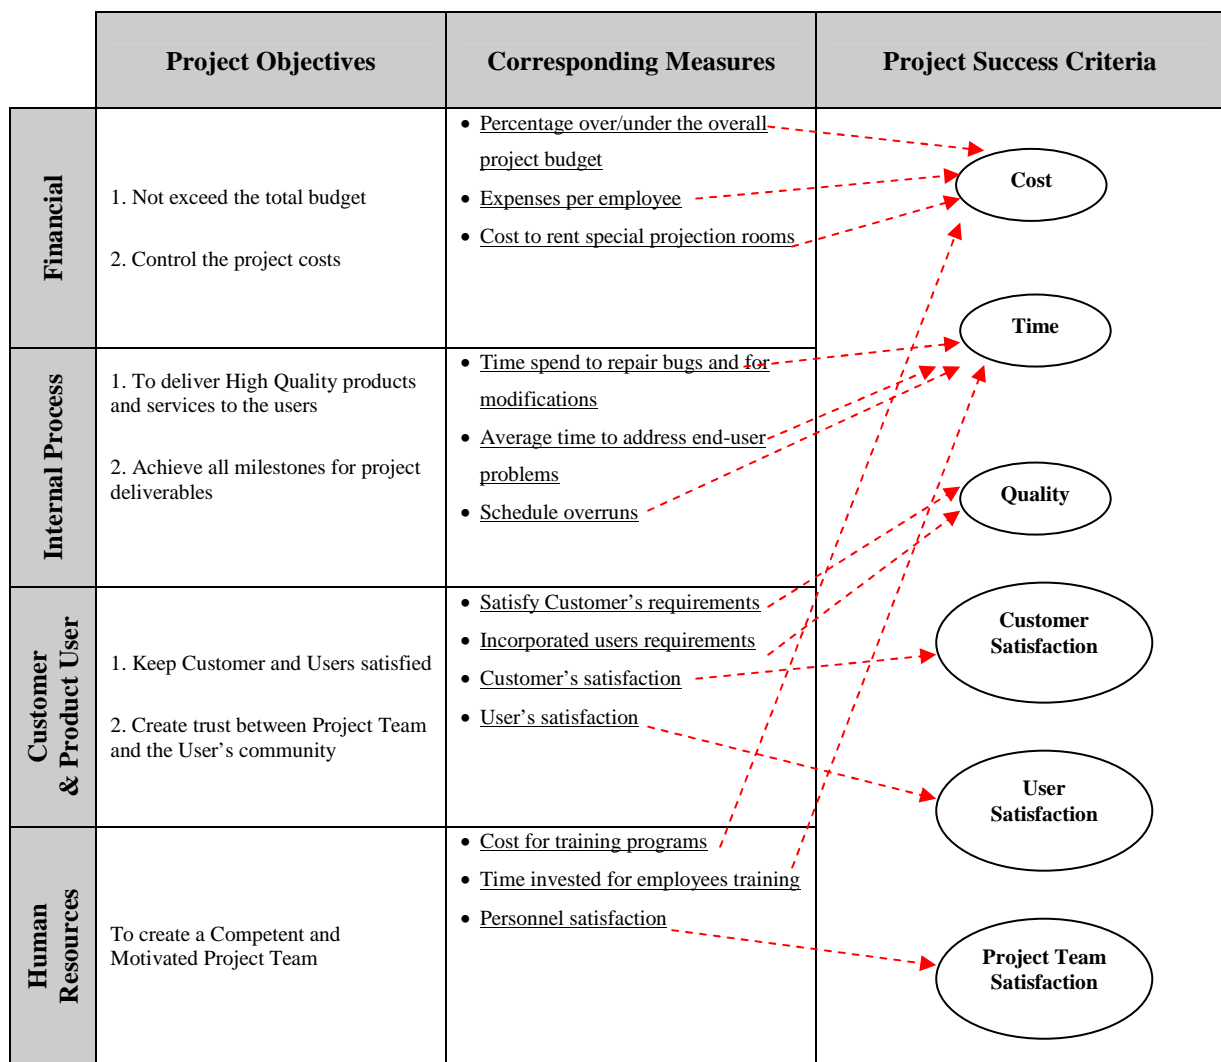 Project Objectives
Corresponding Measures
Project Success Criteria
Financial
1. Not exceed the total budget
2. Control the project costs
• Percentage over/under the overall
project budget
• Expenses per employee
• Cost to rent special projection rooms
Cost
Time
Internal Process
1. To deliver High Quality products
and services to the users
2. Achieve all milestones for project
deliverables
• Time spend to repair bugs and for
modifications
• Average time to address end-user
problems
• Schedule overruns
Quality
Customer
& Product User
1. Keep Customer and Users satisfied
2. Create trust between Project Team
and the User’s community
• Satisfy Customer’s requirements
• Incorporated users requirements
• Customer’s satisfaction
• User’s satisfaction
Customer
Satisfaction
User
Satisfaction
Human
Resources
To create a Competent and
Motivated Project Team
• Cost for training programs
• Time invested for employees training
• Personnel satisfaction
Project Team
Satisfaction